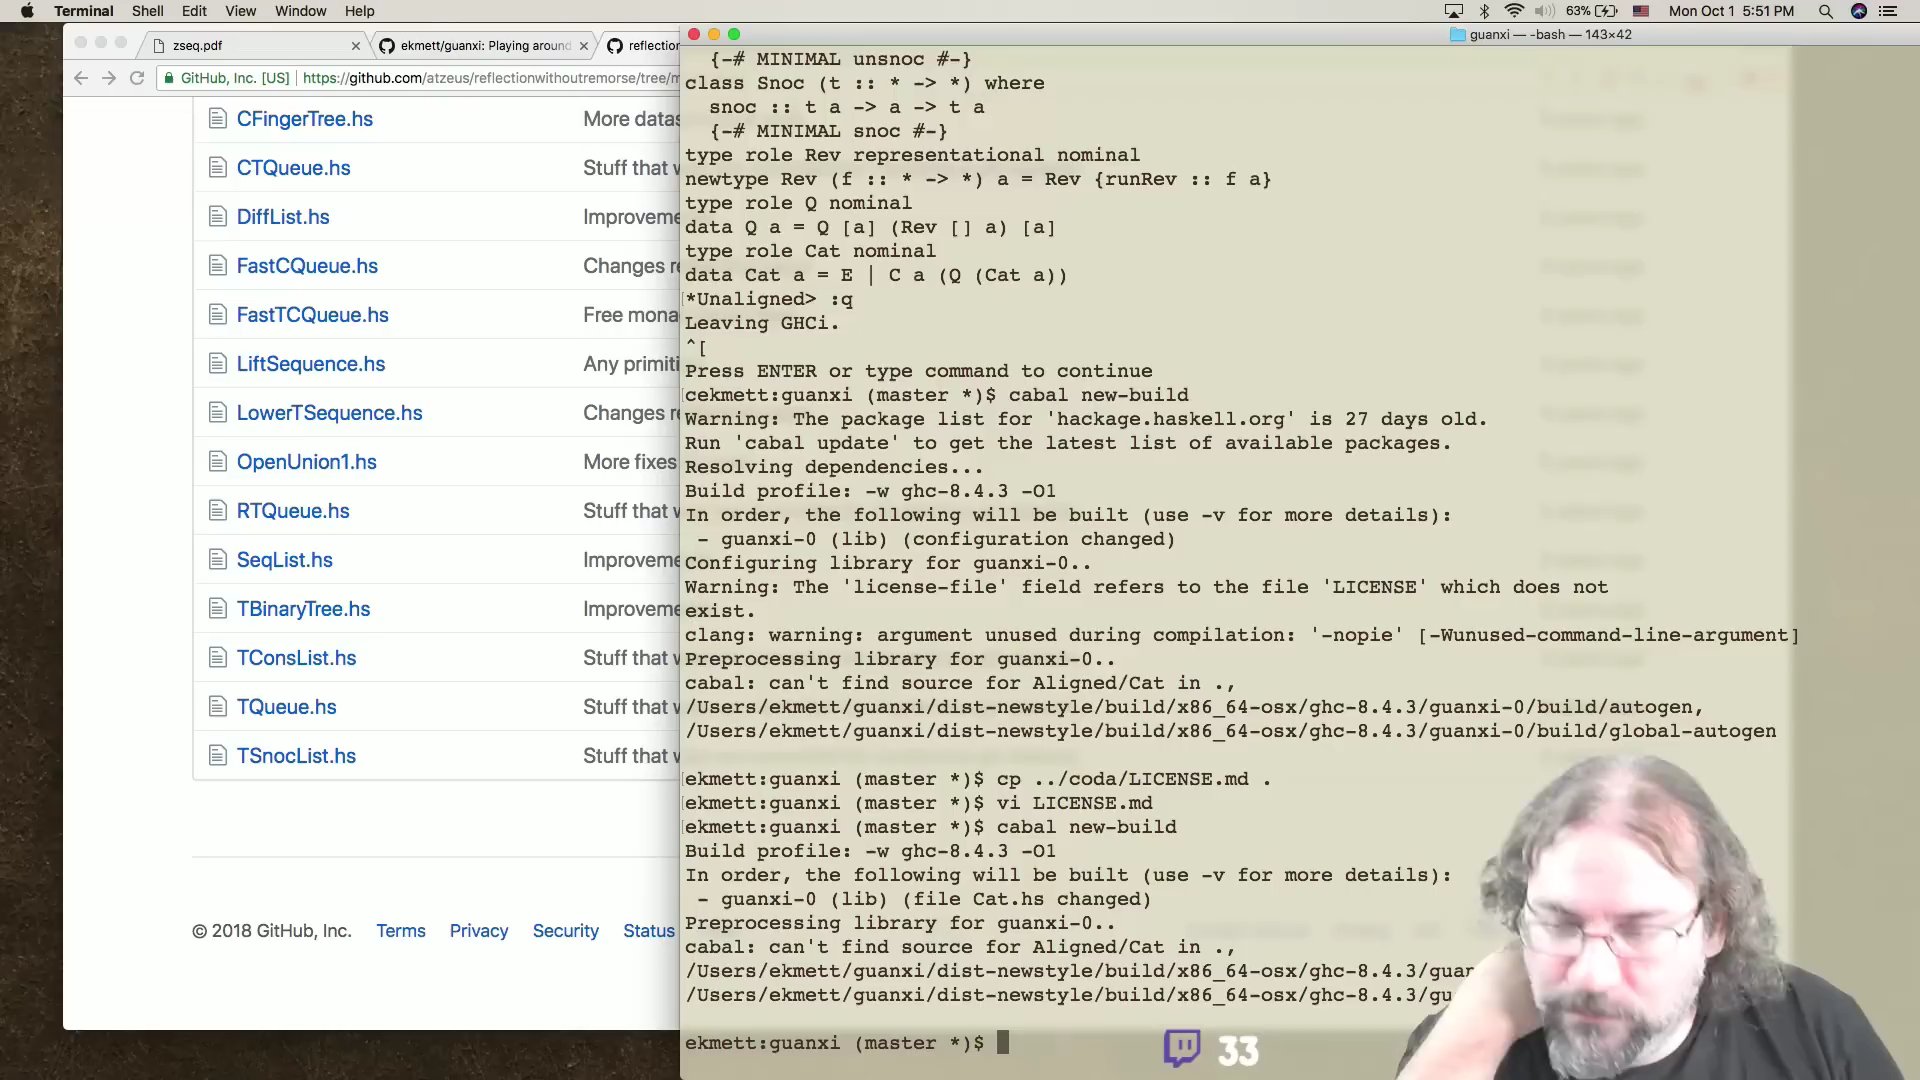 Terminal Shell Edit View Window Help
63% Mon Oct 1 5:51 PM
zseq.pdf
ekmett/guanxi: Playing around
reflection
GitHub, Inc. [US] https://github.com/atzeus/reflectionwithoutremorse/tree/m
CFingerTree.hs More datas
CTQueue.hs Stuff that w
DiffList.hs Improveme
FastCQueue.hs Changes re
FastTCQueue.hs Free mona
LiftSequence.hs Any primiti
LowerTSequence.hs Changes re
OpenUnion1.hs More fixes
RTQueue.hs Stuff that w
SeqList.hs Improveme
TBinaryTree.hs Improveme
TConsList.hs Stuff that w
TQueue.hs Stuff that w
TSnocList.hs Stuff that w
© 2018 GitHub, Inc. Terms Privacy Security Status
guanxi — -bash — 143×42
{-# MINIMAL unsnoc #-}
class Snoc (t :: * -> *) where
snoc :: t a -> a -> t a
{-# MINIMAL snoc #-}
type role Rev representational nominal
newtype Rev (f :: * -> *) a = Rev {runRev :: f a}
type role Q nominal
data Q a = Q [a] (Rev [] a) [a]
type role Cat nominal
data Cat a = E | C a (Q (Cat a))
*Unaligned> :q
Leaving GHCi.
^[
Press ENTER or type command to continue
cekmett:guanxi (master *)$ cabal new-build
Warning: The package list for 'hackage.haskell.org' is 27 days old.
Run 'cabal update' to get the latest list of available packages.
Resolving dependencies...
Build profile: -w ghc-8.4.3 -O1
In order, the following will be built (use -v for more details):
- guanxi-0 (lib) (configuration changed)
Configuring library for guanxi-0..
Warning: The 'license-file' field refers to the file 'LICENSE' which does not
exist.
clang: warning: argument unused during compilation: '-nopie' [-Wunused-command-line-argument]
Preprocessing library for guanxi-0..
cabal: can't find source for Aligned/Cat in .,
/Users/ekmett/guanxi/dist-newstyle/build/x86_64-osx/ghc-8.4.3/guanxi-0/build/autogen,
/Users/ekmett/guanxi/dist-newstyle/build/x86_64-osx/ghc-8.4.3/guanxi-0/build/global-autogen
ekmett:guanxi (master *)$ cp ../coda/LICENSE.md .
ekmett:guanxi (master *)$ vi LICENSE.md
ekmett:guanxi (master *)$ cabal new-build
Build profile: -w ghc-8.4.3 -O1
In order, the following will be built (use -v for more details):
- guanxi-0 (lib) (file Cat.hs changed)
Preprocessing library for guanxi-0..
cabal: can't find source for Aligned/Cat in .,
/Users/ekmett/guanxi/dist-newstyle/build/x86_64-osx/ghc-8.4.3/guan
/Users/ekmett/guanxi/dist-newstyle/build/x86_64-osx/ghc-8.4.3/gu
ekmett:guanxi (master *)$
33